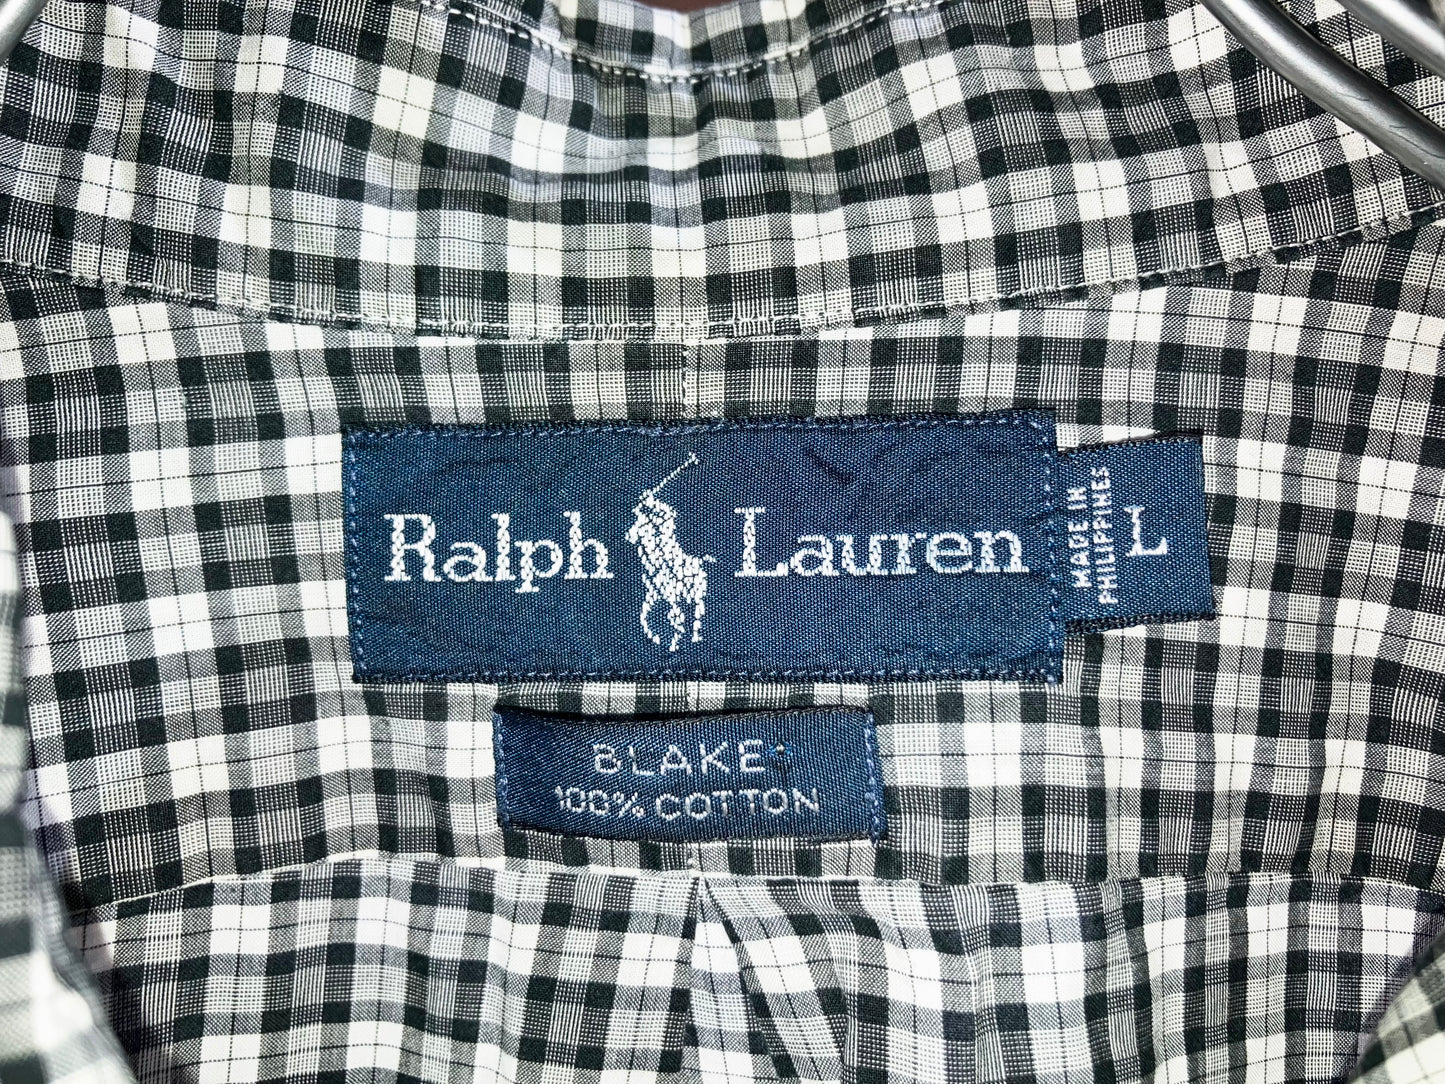 Ralph Lauren
MADE IN
PHILIPPINES
L
BLAKE
100% COTTON